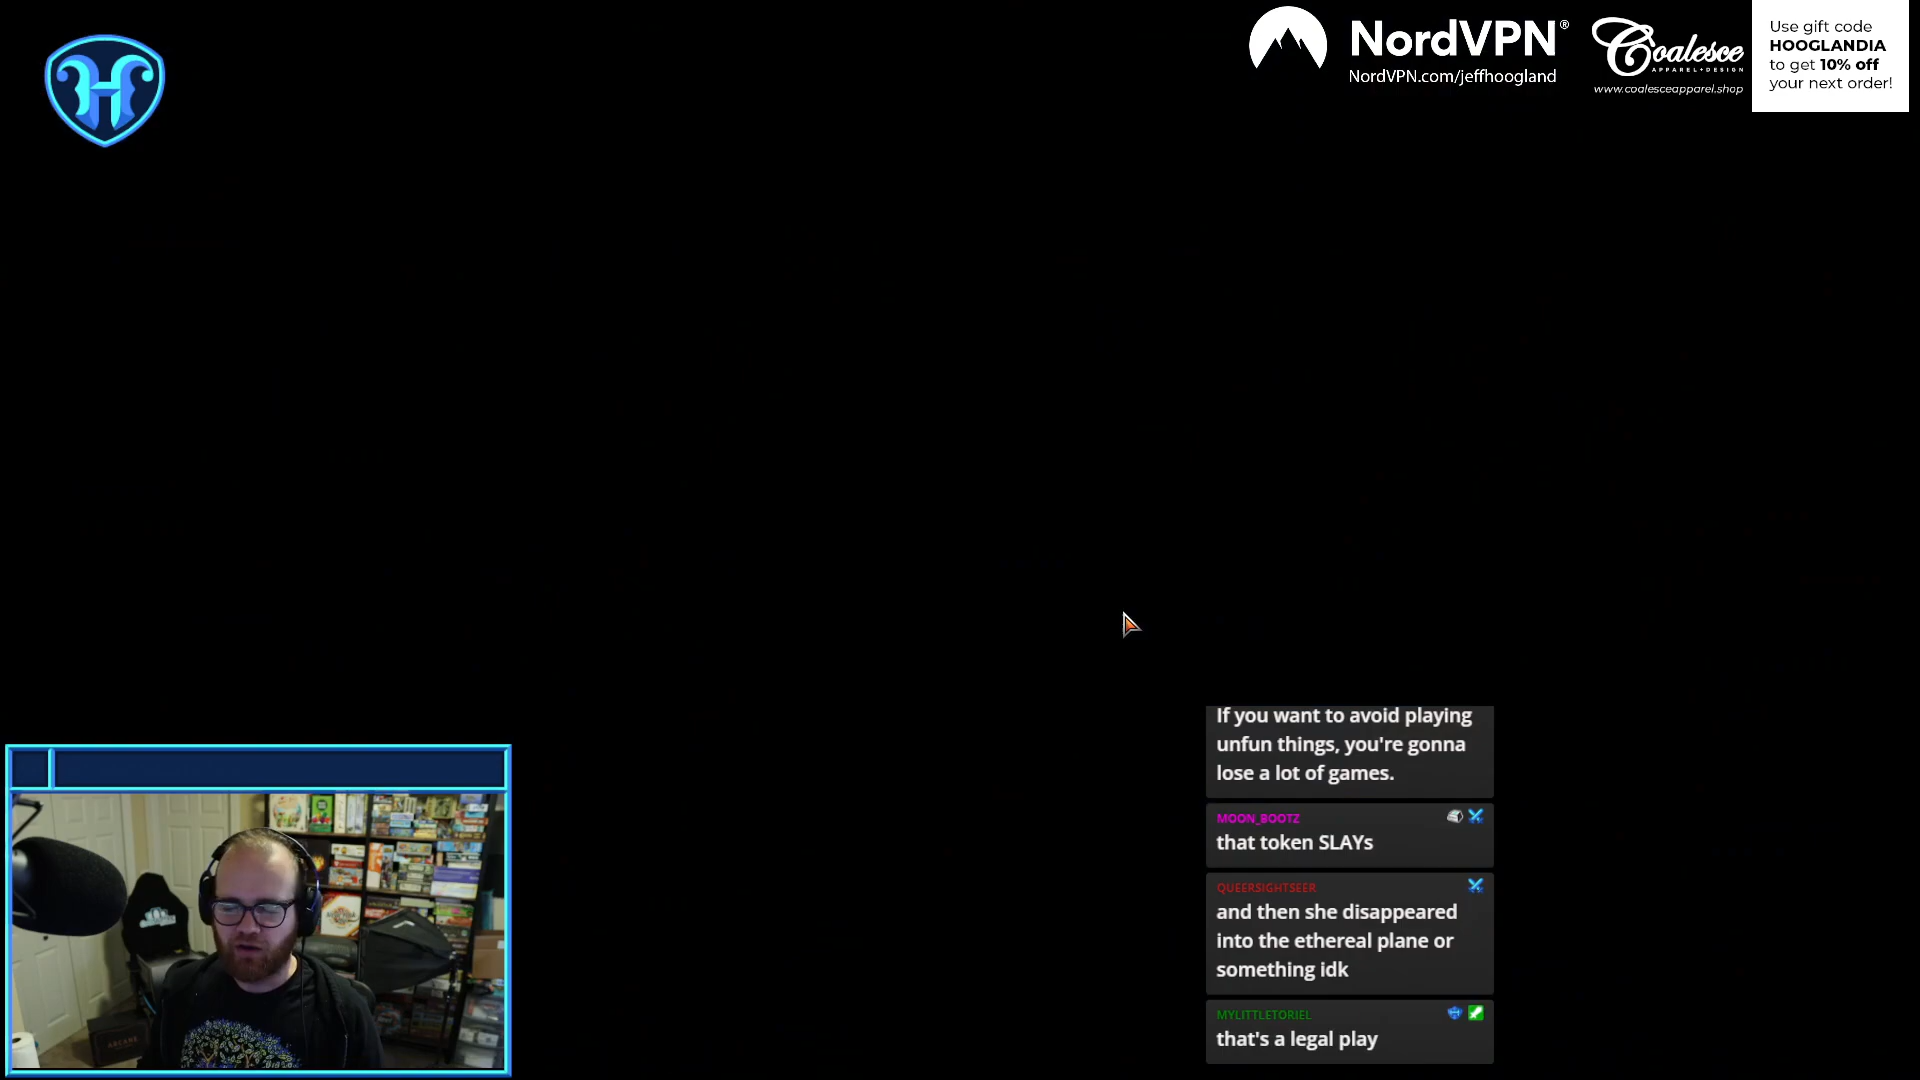 NordVPN®
NordVPN.com/jeffhoogland
Coalesce
APPAREL+DESIGN
www.coalesceapparel.shop
Use gift code
HOOGLANDIA
to get 10% off
your next order!
H
If you want to avoid playing
unfun things, you're gonna
lose a lot of games.
MOON_BOOTZ
that token SLAYs
QUEERSIGHTSEER
and then she disappeared
into the ethereal plane or
something idk
MYLITTLETORIEL
that's a legal play
ARCANE